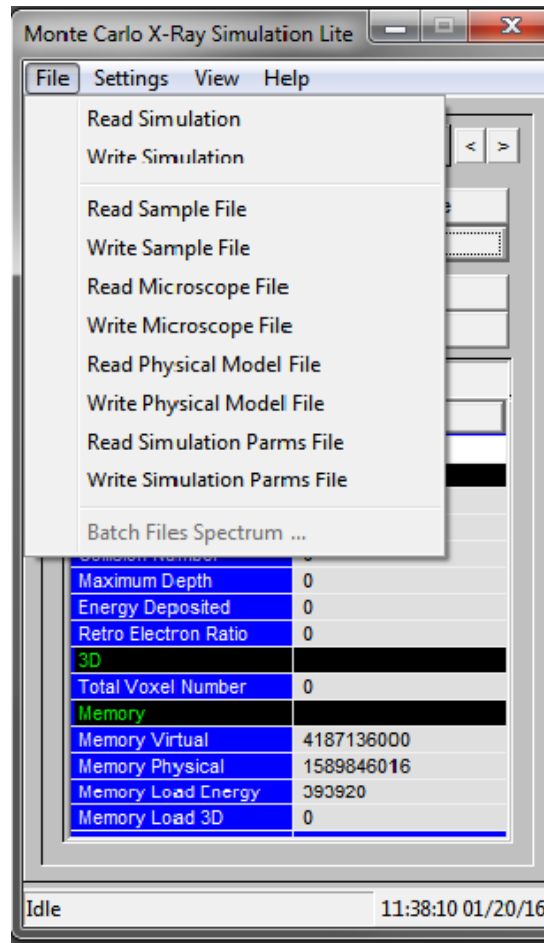 Monte Carlo X-Ray Simulation Lite
File Settings View Help
Read Simulation
Write Simulation
< >
Read Sample File
Write Sample File
Read Microscope File
Write Microscope File
Read Physical Model File
Write Physical Model File
Read Simulation Parms File
Write Simulation Parms File
Batch Files Spectrum ...
Collision Number 0
Maximum Depth 0
Energy Deposited 0
Retro Electron Ratio 0
3D
Total Voxel Number 0
Memory
Memory Virtual 4187136000
Memory Physical 1589846016
Memory Load Energy 393920
Memory Load 3D 0
Idle 11:38:10 01/20/16